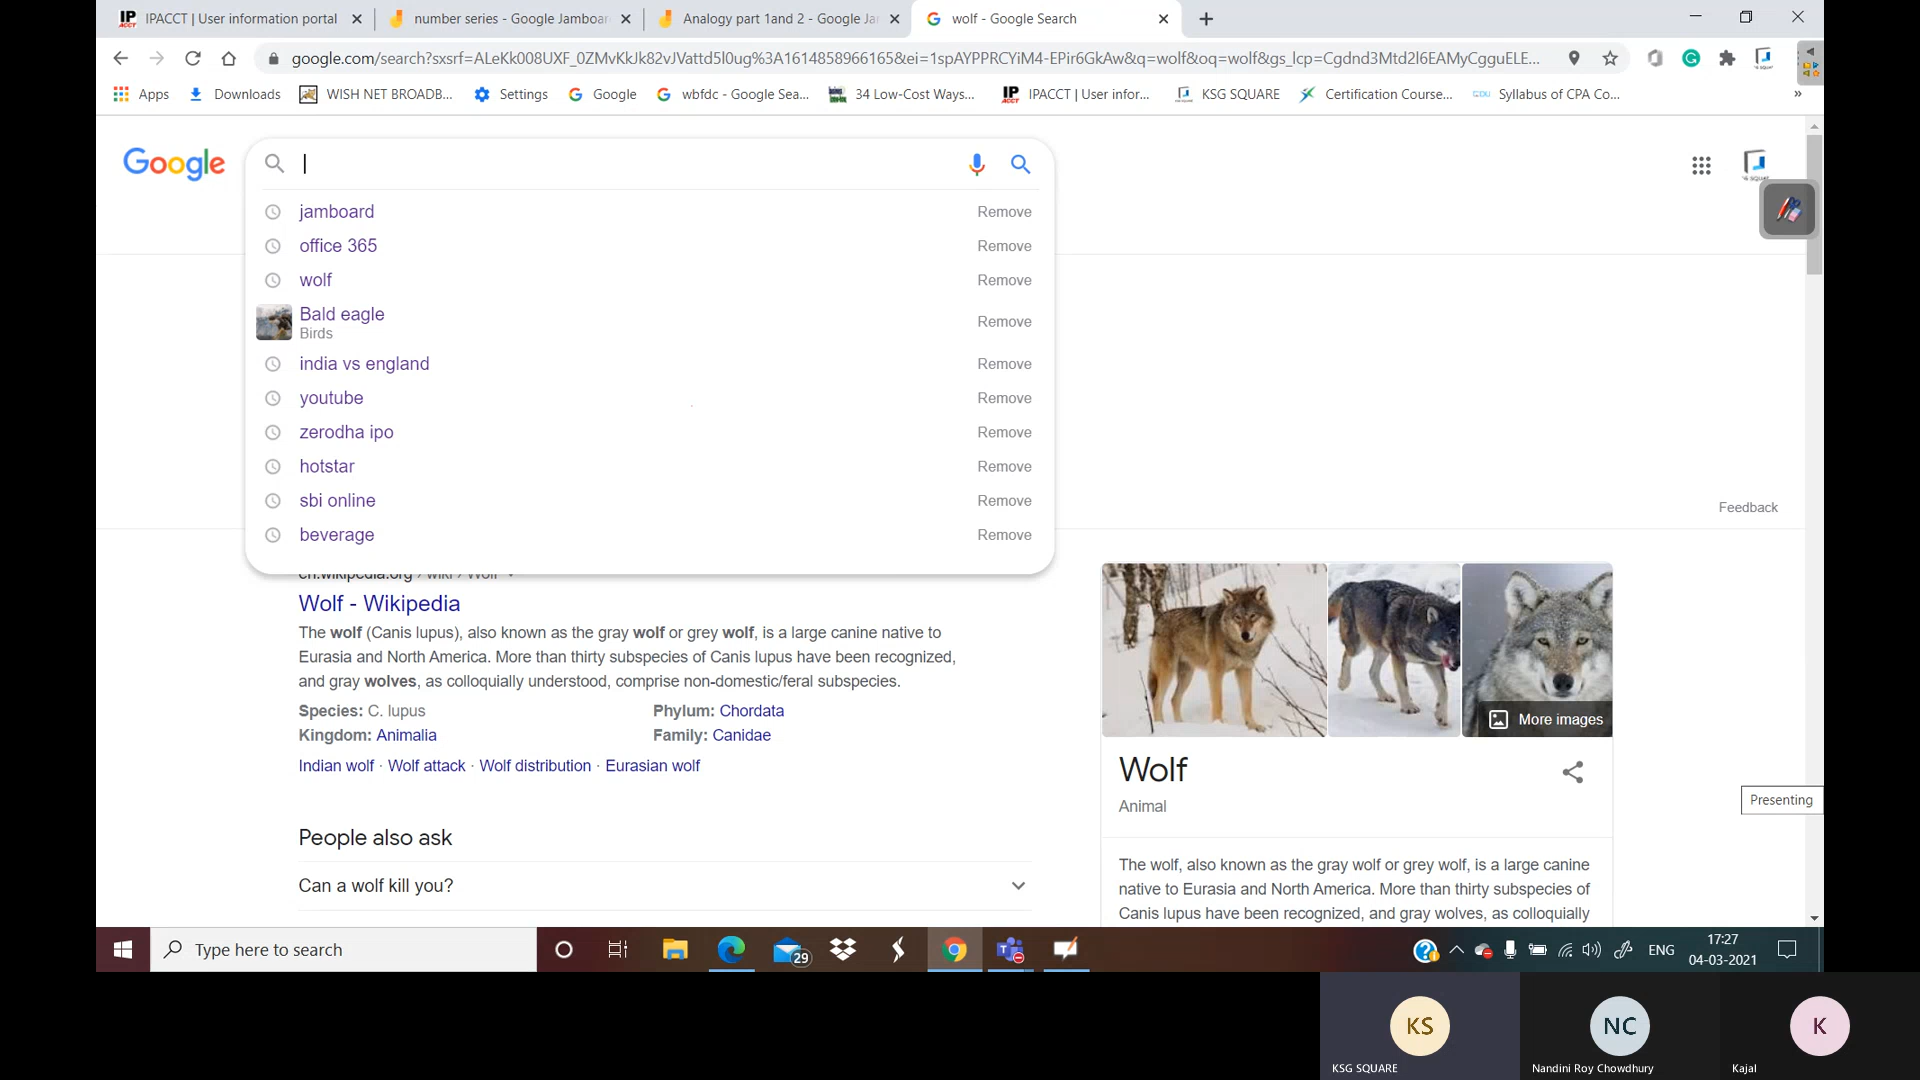 IPACCT | User information portal
number series - Google Jamboar
Analogy part 1and 2 - Google Ja
wolf - Google Search
google.com/search?sxsrf=ALeKk008UXF_0ZMvKkJk82vJVattd5l0ug%3A1614858966165&ei=1spAYPPRCYiM4-EPir6GkAw&q=wolf&oq=wolf&gs_lcp=Cgdnd3Mtd2l6EAMyCgguELE...
Apps
Downloads
WISH NET BROADB...
Settings
Google
wbfdc - Google Sea...
34 Low-Cost Ways...
IPACCT | User infor...
KSG SQUARE
Certification Course...
Syllabus of CPA Co...
Google
jamboard Remove
office 365 Remove
wolf Remove
Bald eagle
Birds
Remove
india vs england Remove
youtube Remove
zerodha ipo Remove
hotstar Remove
sbi online Remove
beverage Remove
Feedback
en.wikipedia.org › wiki › Wolf
Wolf - Wikipedia
The wolf (Canis lupus), also known as the gray wolf or grey wolf, is a large canine native to
Eurasia and North America. More than thirty subspecies of Canis lupus have been recognized,
and gray wolves, as colloquially understood, comprise non-domestic/feral subspecies.
Species: C. lupus Phylum: Chordata
Kingdom: Animalia Family: Canidae
Indian wolf · Wolf attack · Wolf distribution · Eurasian wolf
People also ask
Can a wolf kill you?
More images
Wolf
Animal
The wolf, also known as the gray wolf or grey wolf, is a large canine
native to Eurasia and North America. More than thirty subspecies of
Canis lupus have been recognized, and gray wolves, as colloquially
Presenting
Type here to search
29
ENG
17:27
04-03-2021
KS
KSG SQUARE
NC
Nandini Roy Chowdhury
K
Kajal